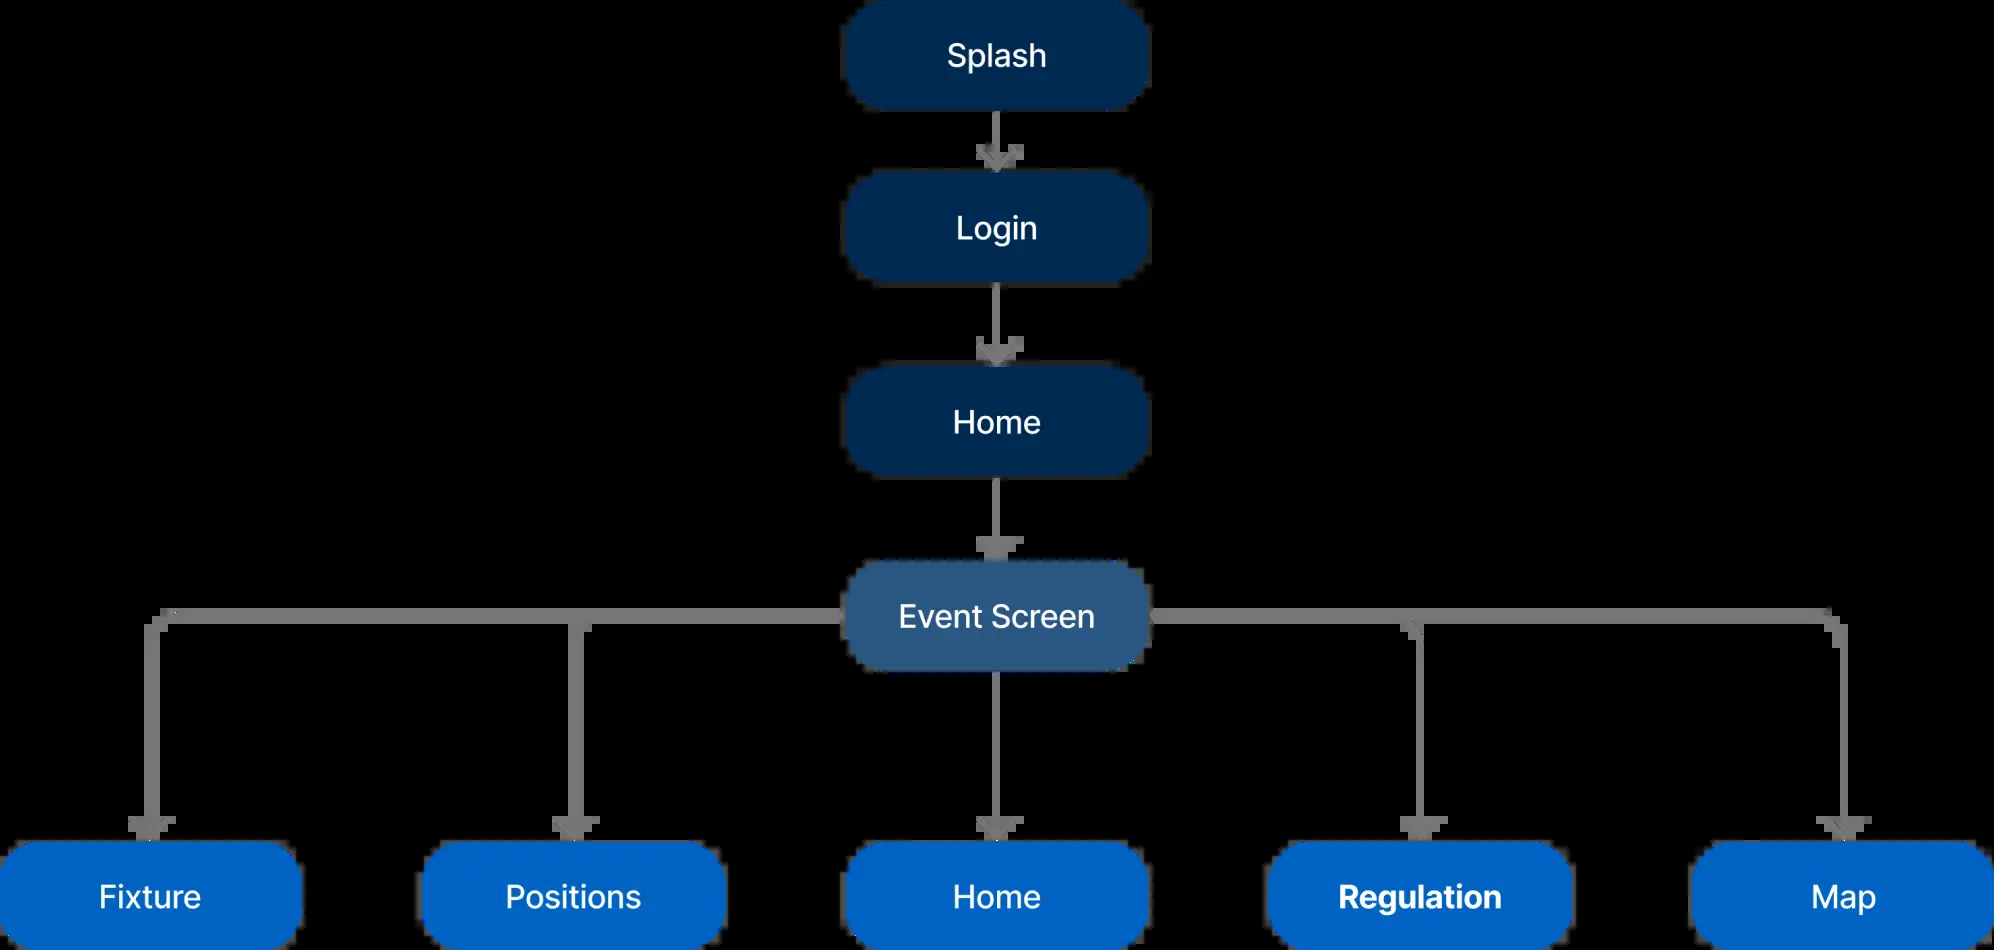 Splash
Login
Home
Event Screen
Fixture
Positions
Home
Regulation
Map